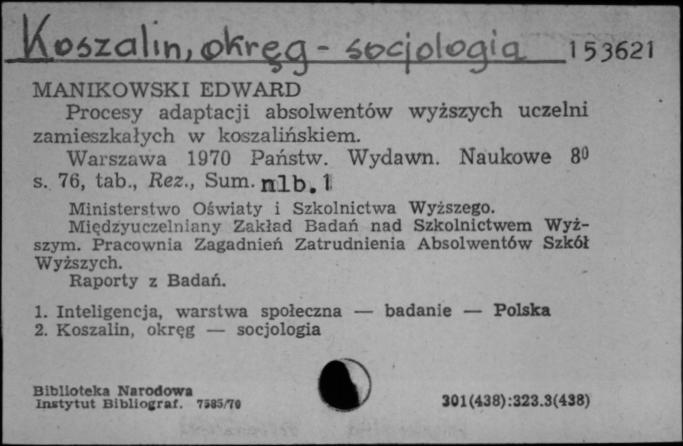 Koszalin, okręg - socjologia 153621
MANIKOWSKI EDWARD
Procesy adaptacji absolwentów wyższych uczelni
zamieszkałych w koszalińskiem.
Warszawa 1970 Państw. Wydawn. Naukowe 8⁰
s. 76, tab., Rez., Sum. nlb. 1
Ministerstwo Oświaty i Szkolnictwa Wyższego.
Międzyuczelniany Zakład Badań nad Szkolnictwem Wyż-
szym. Pracownia Zagadnień Zatrudnienia Absolwentów Szkół
Wyższych.
Raporty z Badań.
1. Inteligencja, warstwa społeczna — badanie — Polska
2. Koszalin, okręg — socjologia
Biblioteka Narodowa
Instytut Bibliograf. 7585/70
301(438):323.3(438)